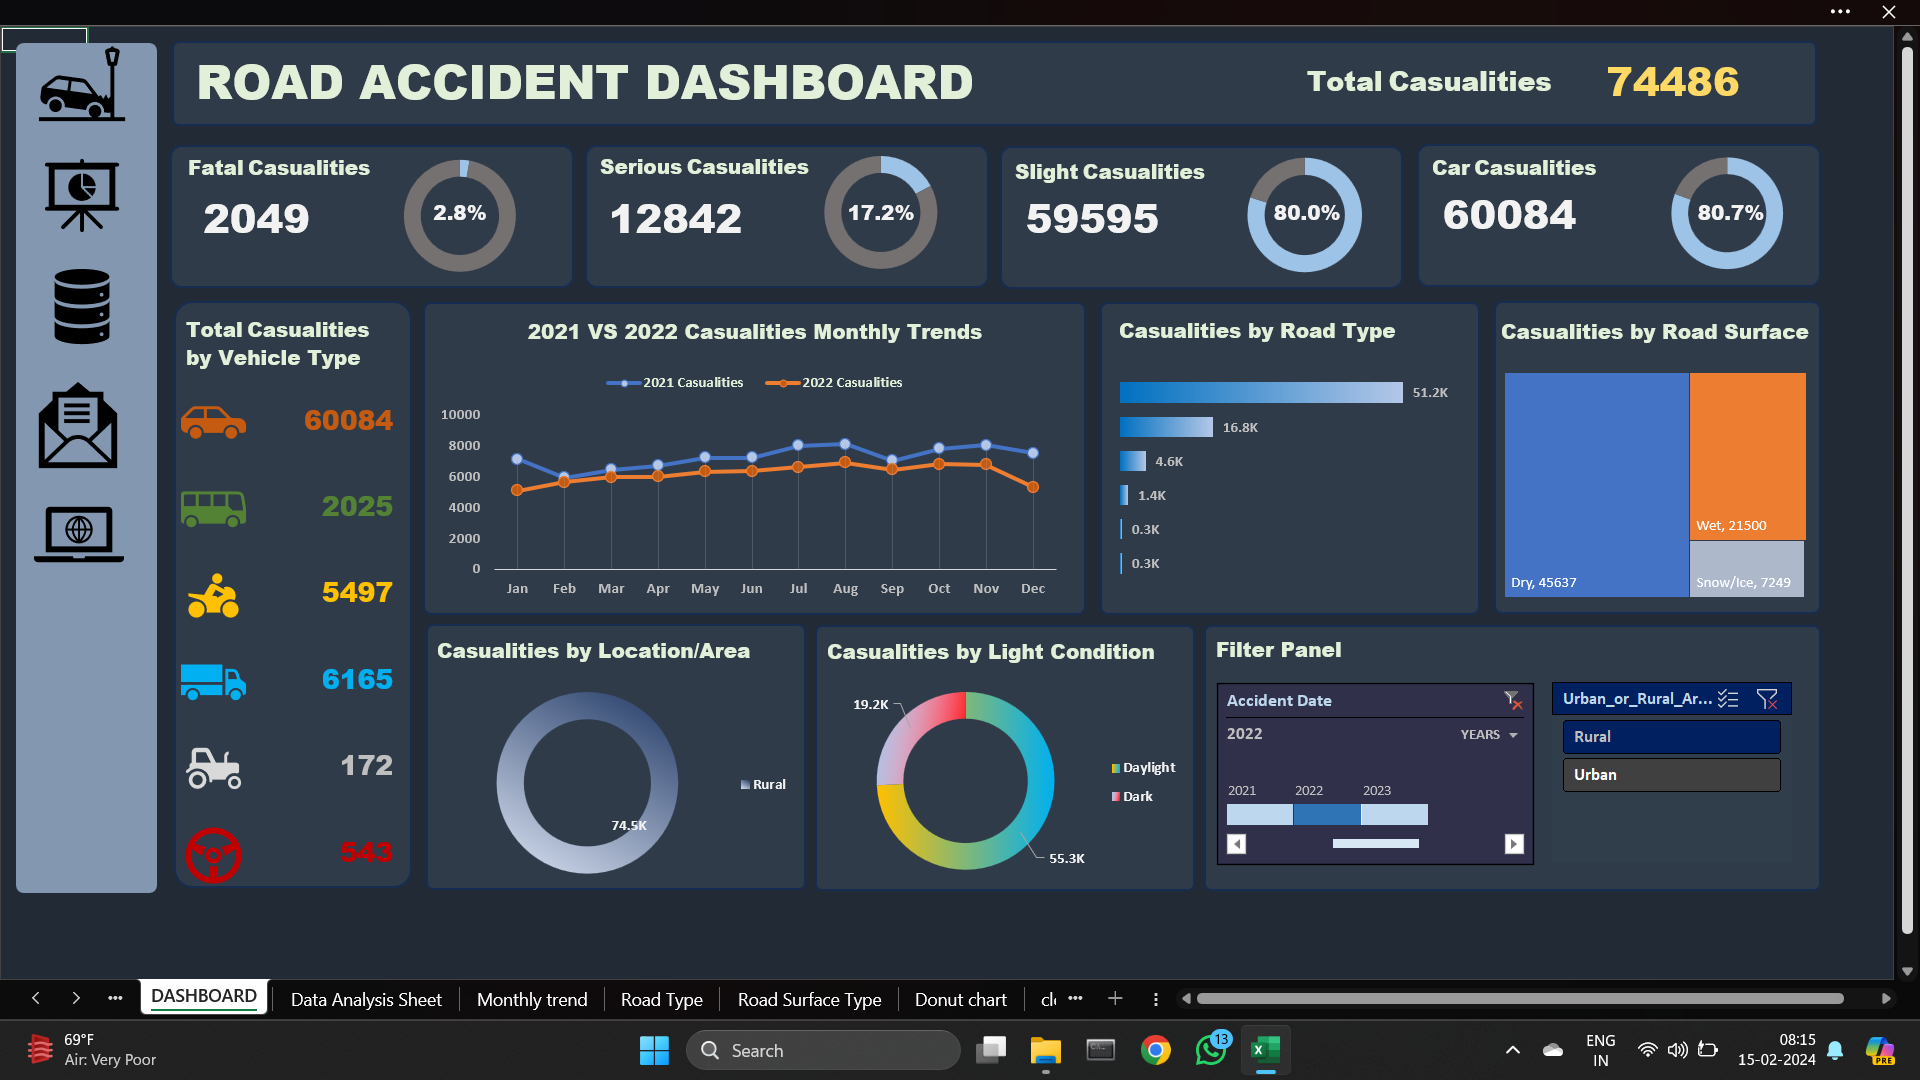 ROAD ACCIDENT DASHBOARD
Total Casualities 74486
Fatal Casualities
2049
2.8%
Serious Casualities
12842
17.2%
Slight Casualities
59595
80.0%
Car Casualities
60084
80.7%
Total Casualities
by Vehicle Type
60084
2025
5497
6165
172
543
2021 VS 2022 Casualities Monthly Trends
2021 Casualities 2022 Casualities
10000
8000
6000
4000
2000
0
Jan Feb Mar Apr May Jun Jul Aug Sep Oct Nov Dec
Casualities by Road Type
51.2K
16.8K
4.6K
1.4K
0.3K
0.3K
Casualities by Road Surface
Dry, 45637
Wet, 21500
Snow/Ice, 7249
Casualities by Location/Area
74.5K
Rural
Casualities by Light Condition
19.2K
55.3K
Daylight
Dark
Filter Panel
Accident Date
2022 YEARS
2021 2022 2023
Urban_or_Rural_Ar...
Rural
Urban
DASHBOARD Data Analysis Sheet Monthly trend Road Type Road Surface Type Donut chart
69°F
Air: Very Poor
Search
C:\_
13
X
ENG
IN
08:15
15-02-2024
PRE